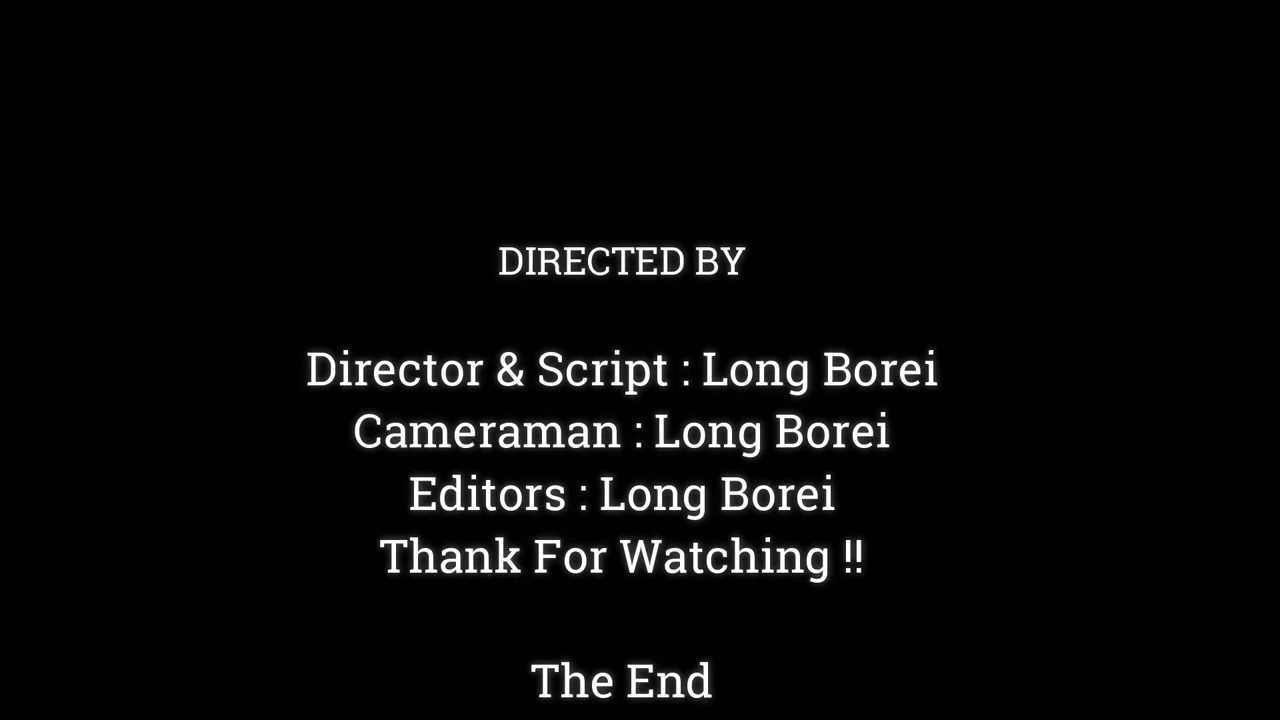 DIRECTED BY
Director & Script : Long Borei
Cameraman : Long Borei
Editors : Long Borei
Thank For Watching !!
The End